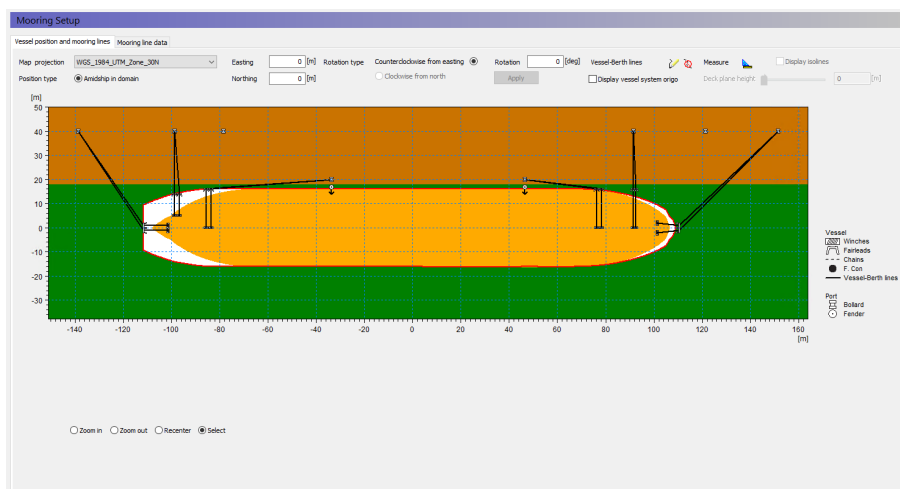 Mooring Setup
Vessel position and mooring lines Mooring line data
Map projection WGS_1984_UTM_Zone_30N Easting 0 [m] Rotation type Counterclockwise from easting Rotation 0 [deg] Vessel-Berth lines Measure Display isolines
Position type Amidship in domain Northing 0 [m] Clockwise from north Apply Display vessel system origo Deck plane height 0 [m]
[m]
50
40
30
20
10
0
-10
-20
-30
-140 -120 -100 -80 -60 -40 -20 0 20 40 60 80 100 120 140 160
[m]
Vessel
Winches
Fairleads
Chains
F. Con
Vessel-Berth lines
Port
Bollard
Fender
Zoom in Zoom out Recenter Select